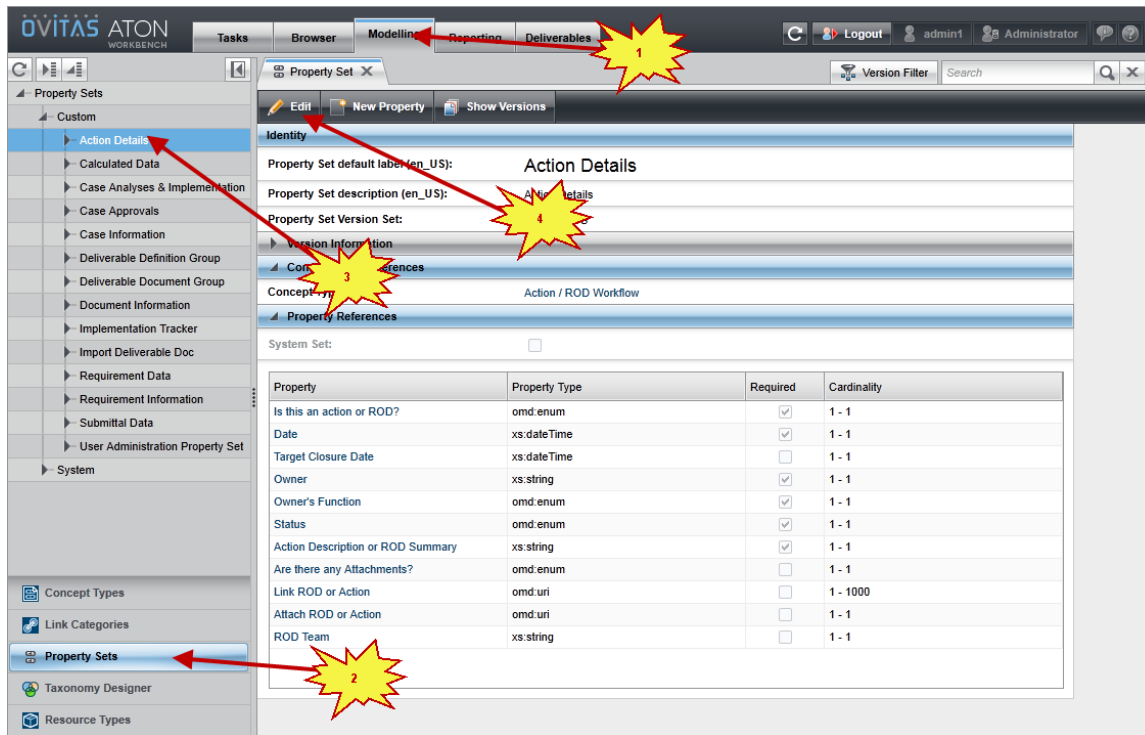 OVITAS ATON
WORKBENCH
Tasks
Browser
Modelling
Reporting
Deliverables
Logout
admin1
Administrator
1
Property Set
Version Filter
Search
Property Sets
Custom
Action Details
Calculated Data
Case Analyses & Implementation
Case Approvals
Case Information
Deliverable Definition Group
Deliverable Document Group
Document Information
Implementation Tracker
Import Deliverable Doc
Requirement Data
Requirement Information
Submittal Data
User Administration Property Set
System
3
Concept Types
Link Categories
Property Sets
Taxonomy Designer
Resource Types
2
Edit
New Property
Show Versions
Identity
Property Set default label (en_US): Action Details
Property Set description (en_US): Action Details
Property Set Version Set:
4
Version Information
Action / ROD Workflow
Property References
System Set:
Property Property Type Required Cardinality
Is this an action or ROD? omd:enum 1 - 1
Date xs:dateTime 1 - 1
Target Closure Date xs:dateTime 1 - 1
Owner xs:string 1 - 1
Owner's Function omd:enum 1 - 1
Status omd:enum 1 - 1
Action Description or ROD Summary xs:string 1 - 1
Are there any Attachments? omd:enum 1 - 1
Link ROD or Action omd:uri 1 - 1000
Attach ROD or Action omd:uri 1 - 1
ROD Team xs:string 1 - 1